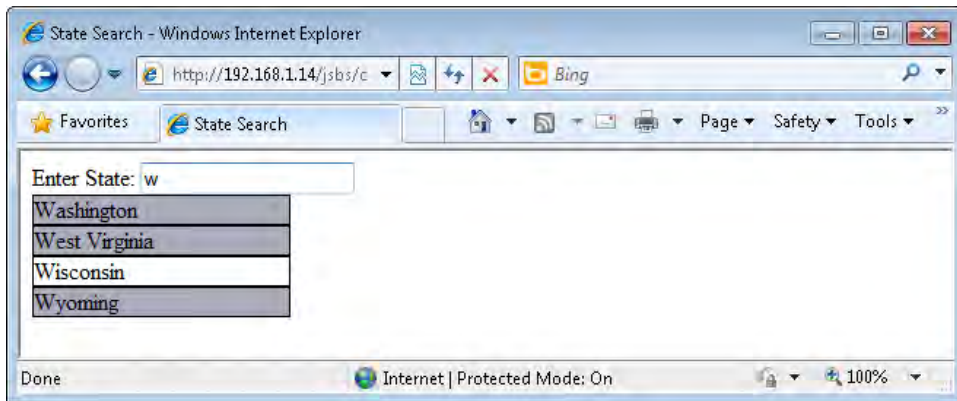 State Search - Windows Internet Explorer
http://192.168.1.14/jsbs/c
Bing
Favorites
State Search
Page
Safety
Tools
Enter State: w
Washington
West Virginia
Wisconsin
Wyoming
Done
Internet | Protected Mode: On
100%